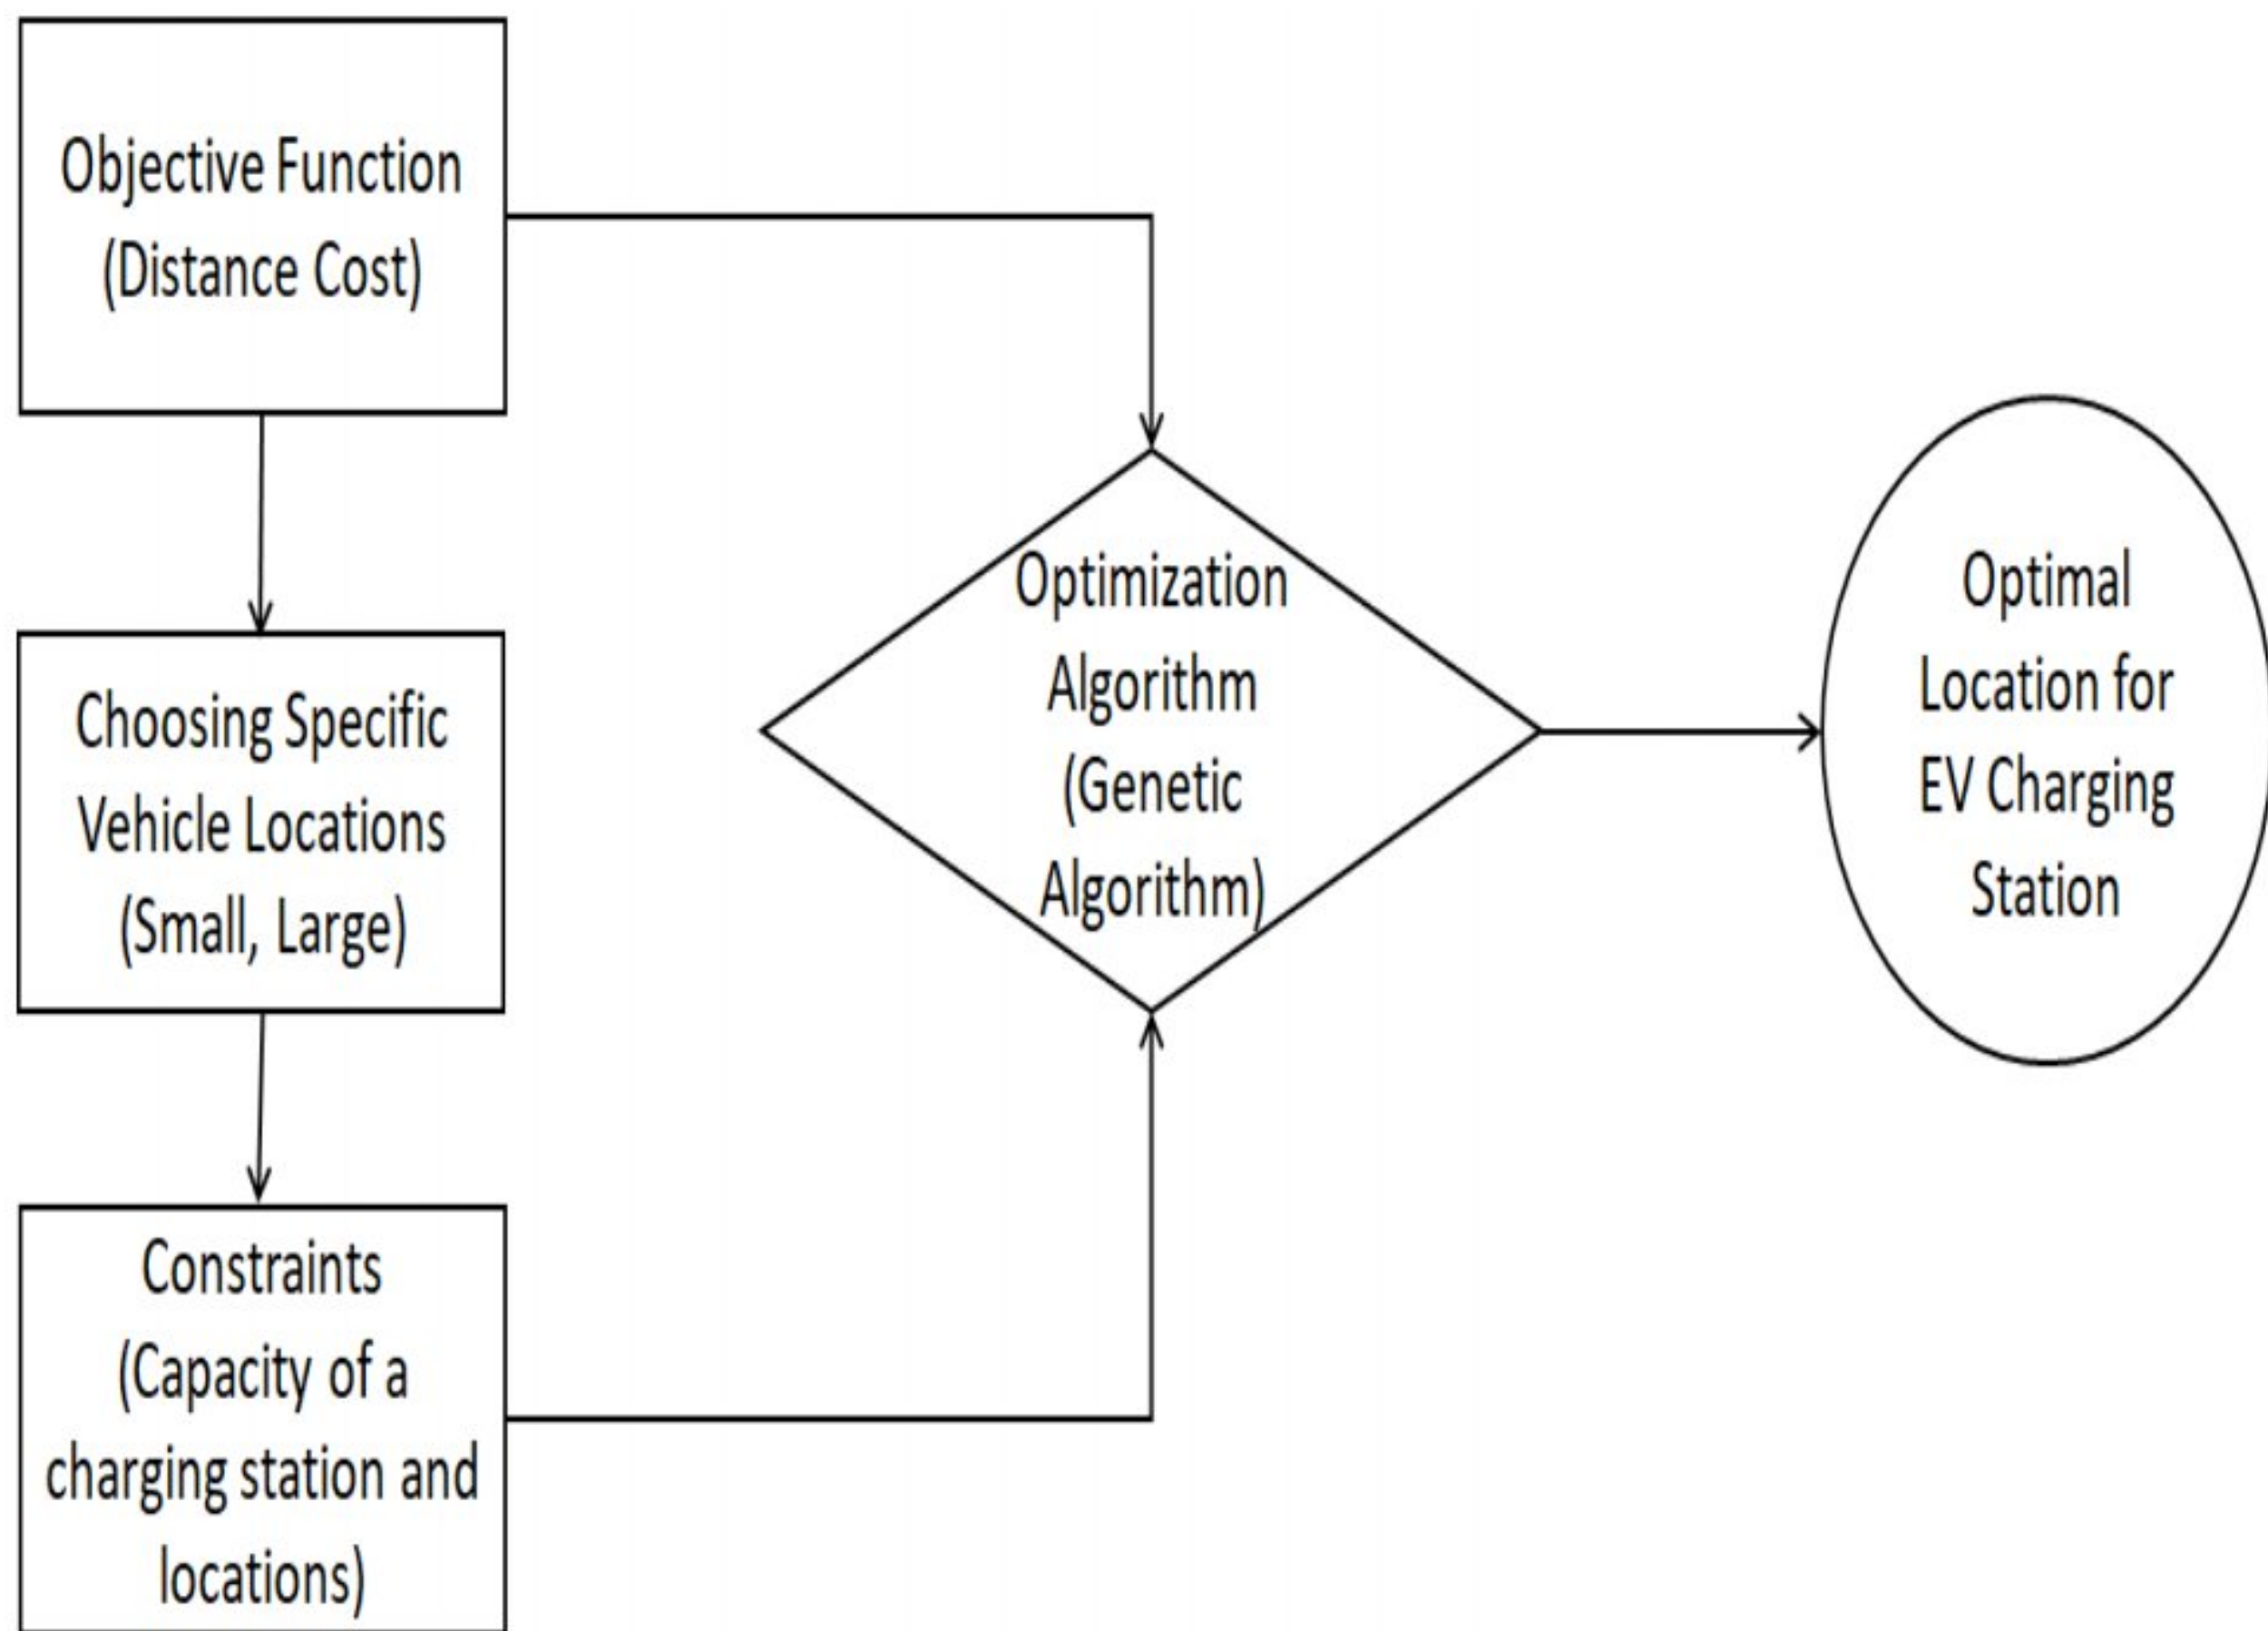 Objective Function
(Distance Cost)
Choosing Specific
Vehicle Locations
(Small, Large)
Constraints
(Capacity of a
charging station and
locations)
Optimization
Algorithm
(Genetic
Algorithm)
Optimal
Location for
EV Charging
Station